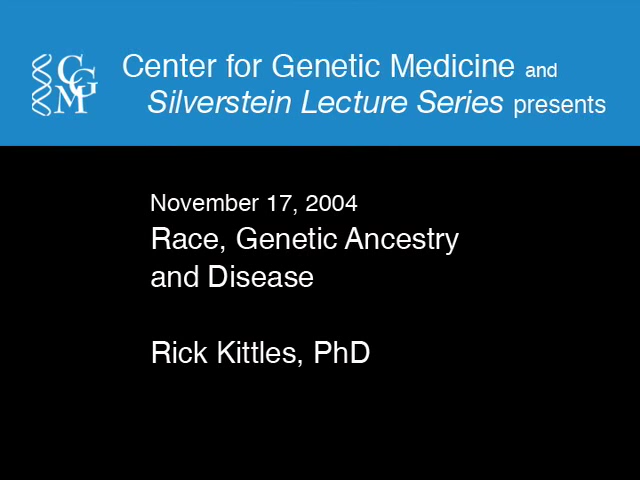 CGM
Center for Genetic Medicine and
Silverstein Lecture Series presents
November 17, 2004
Race, Genetic Ancestry
and Disease
Rick Kittles, PhD